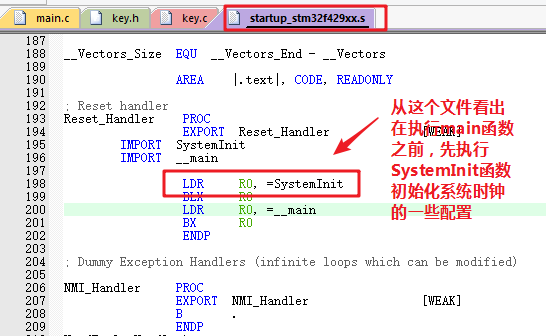 main.c key.h key.c startup_stm32f429xx.s
187
188 __Vectors_Size EQU __Vectors_End - __Vectors
189
190 AREA |.text|, CODE, READONLY
191
192 ; Reset handler
193 Reset_Handler PROC
194 EXPORT Reset_Handler [WEAK]
195 IMPORT SystemInit
196 IMPORT __main
197
198 LDR R0, =SystemInit
199 BLX R0
200 LDR R0, =__main
201 BX R0
202 ENDP
203
204 ; Dummy Exception Handlers (infinite loops which can be modified)
205
206 NMI_Handler PROC
207 EXPORT NMI_Handler [WEAK]
208 B .
209 ENDP
从这个文件看出
在执行main函数
之前，先执行
SystemInit函数
初始化系统时钟
的一些配置